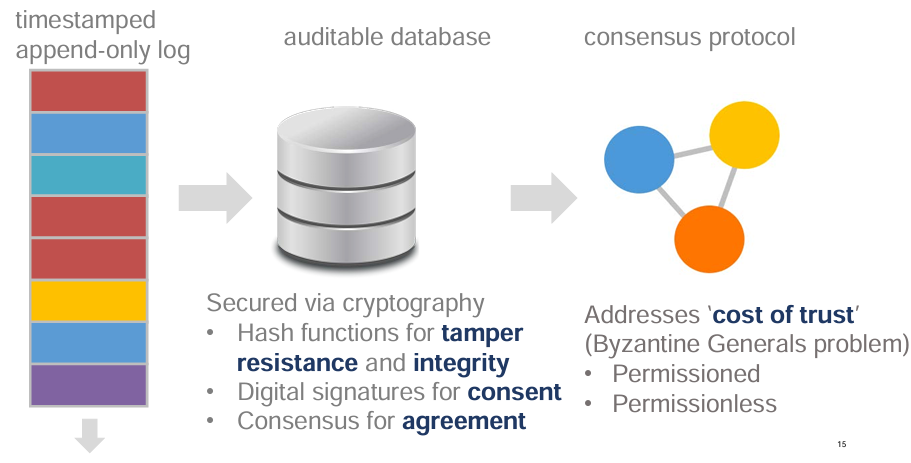 timestamped
append-only log
auditable database
consensus protocol
Secured via cryptography
• Hash functions for tamper
resistance and integrity
• Digital signatures for consent
• Consensus for agreement
Addresses ‘cost of trust’
(Byzantine Generals problem)
• Permissioned
• Permissionless
15